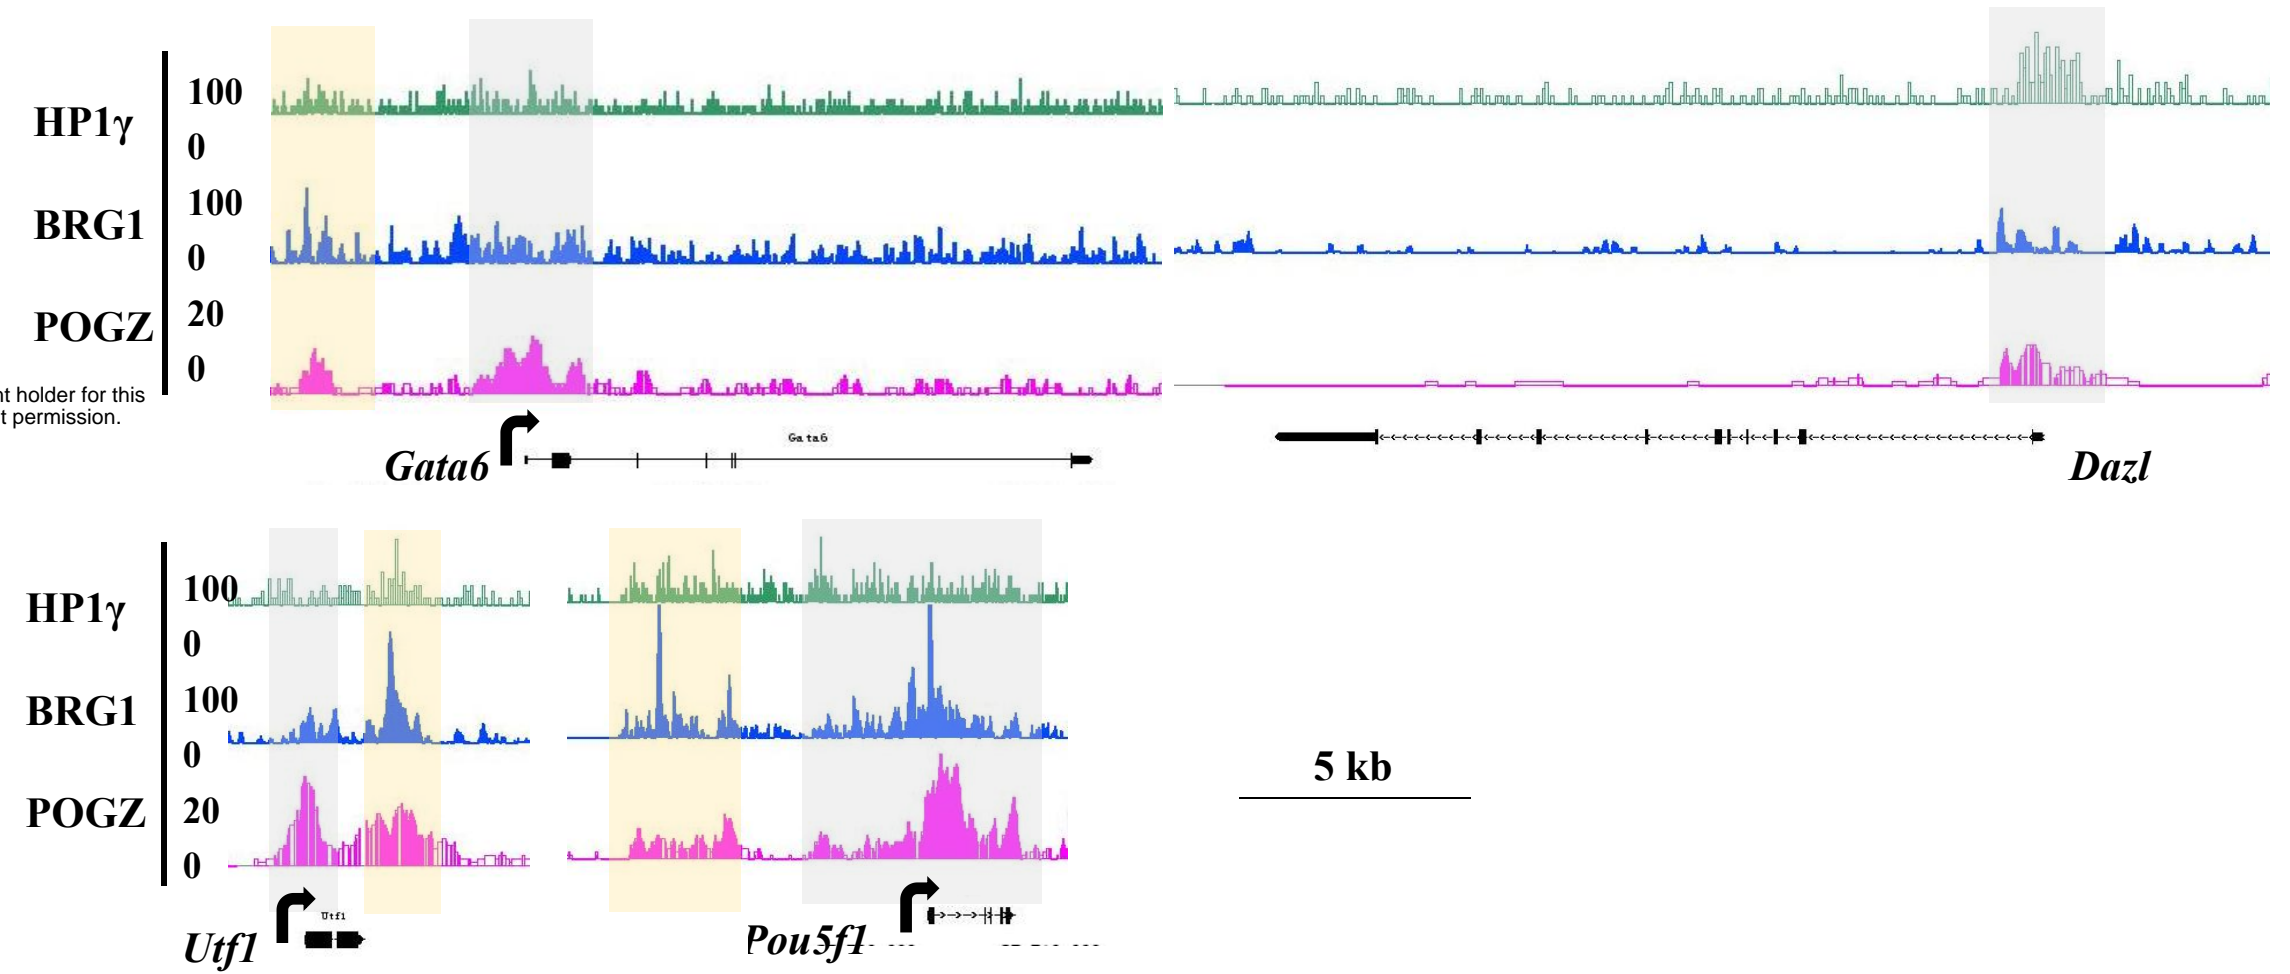 HP1γ
100
0
BRG1
100
0
POGZ
20
0
nt holder for this
t permission.
Gata6
Gata6
Dazl
HP1γ
100
0
BRG1
100
0
POGZ
20
0
5 kb
Utf1
Utf1
Pou5f1